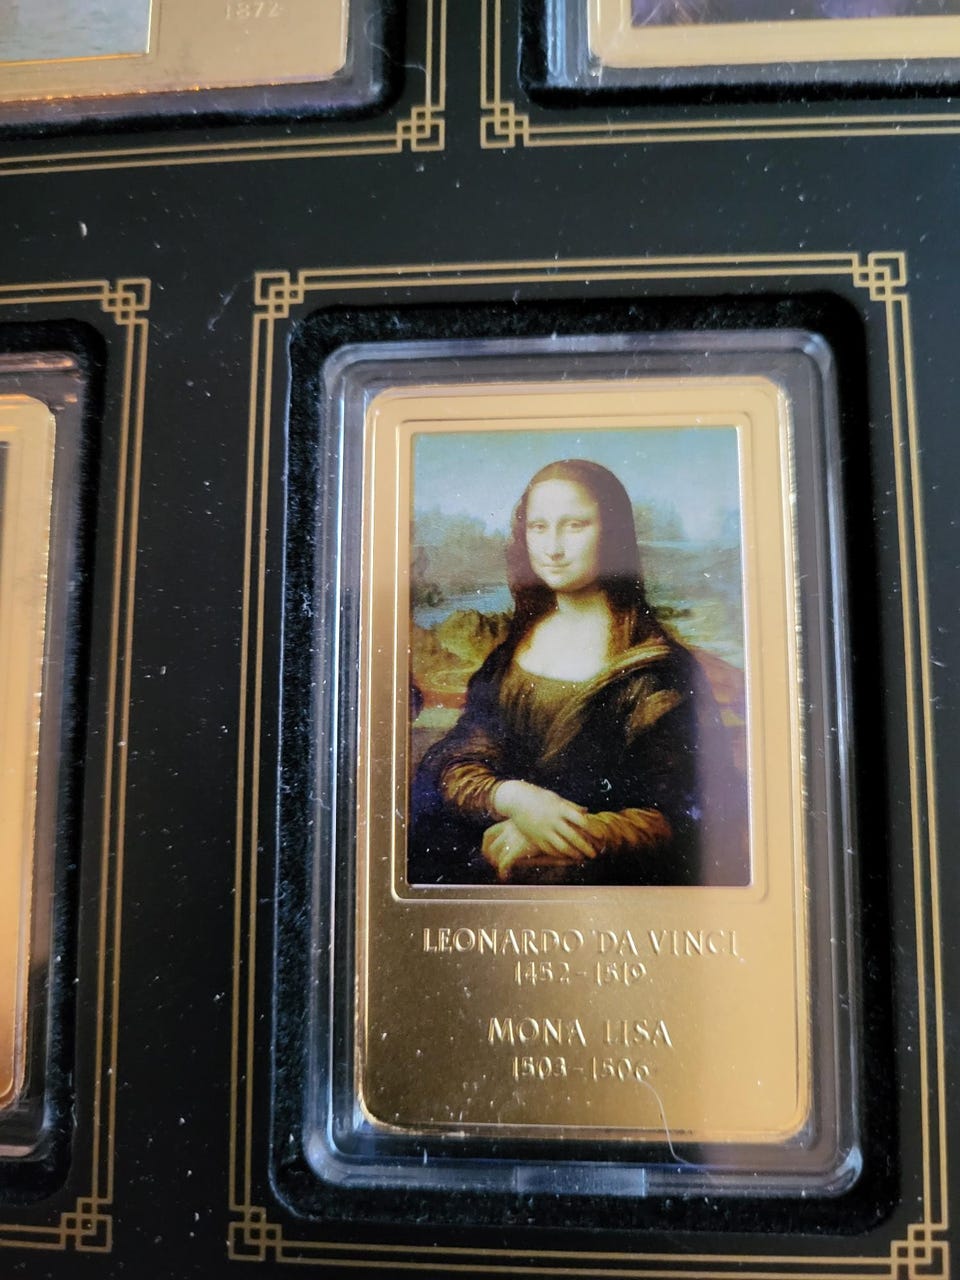 1872
LEONARDO DA VINCI
1452-1519
MONA LISA
1503-1506